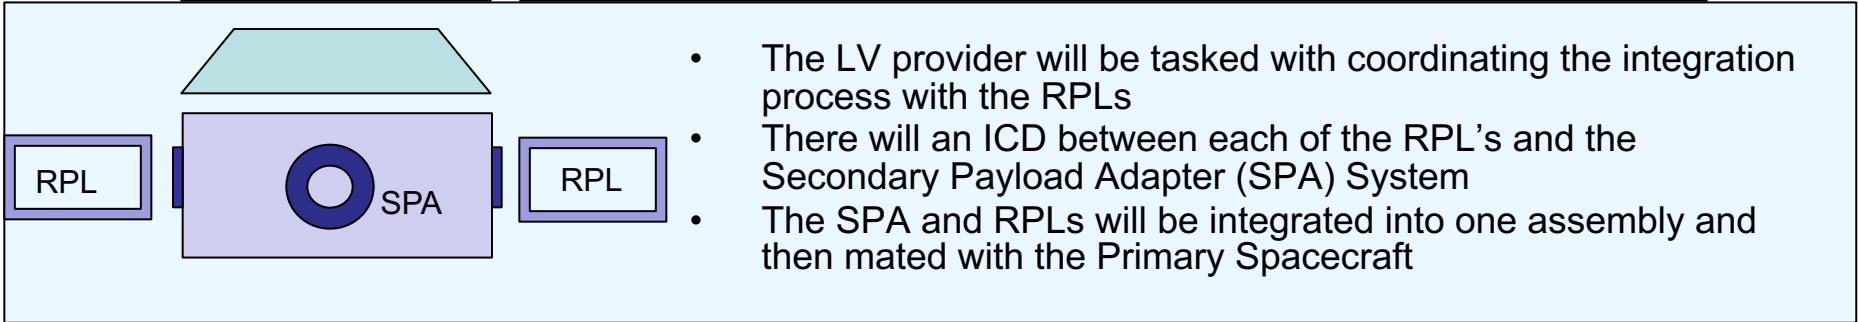 RPL
SPA
RPL
• The LV provider will be tasked with coordinating the integration
process with the RPLs
• There will an ICD between each of the RPL’s and the
Secondary Payload Adapter (SPA) System
• The SPA and RPLs will be integrated into one assembly and
then mated with the Primary Spacecraft